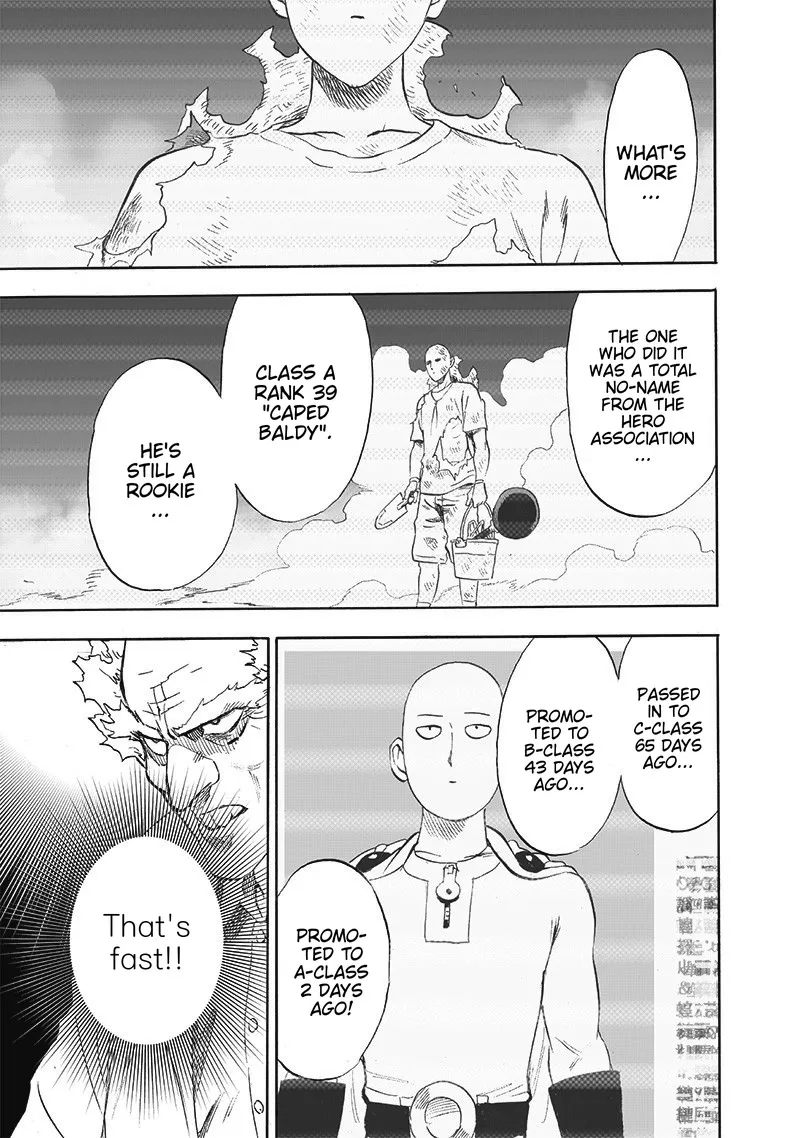 WHAT'S
MORE
...
THE ONE
WHO DID IT
WAS A TOTAL
NO-NAME
FROM THE
HERO
ASSOCIATION
...
CLASS A
RANK 39
"CAPED
BALDY".
HE'S
STILL A
ROOKIE
...
PASSED
IN TO
C-CLASS
65 DAYS
AGO...
PROMO-
TED TO
B-CLASS
43 DAYS
AGO...
PROMO-
TED TO
A-CLASS
2 DAYS
AGO!
That's
fast!!